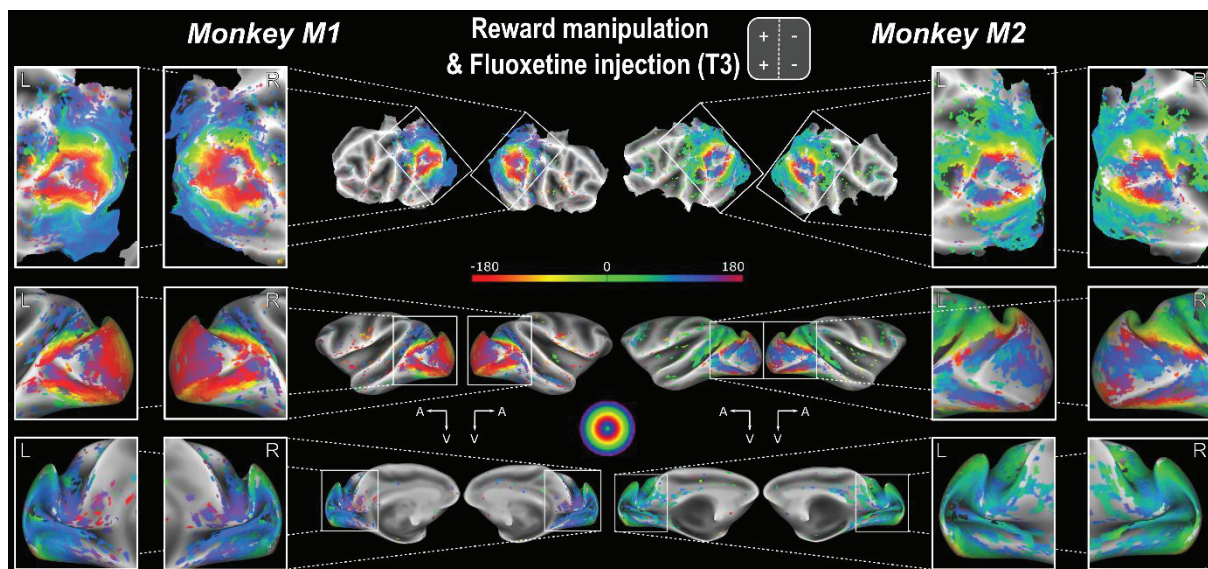 Monkey M1
Reward manipulation
& Fluoxetine injection (T3)
+ -
+ -
Monkey M2
L
R
L
R
-180 0 180
L
R
L
R
A
A
A
A
V
V
V
V
L
R
L
R